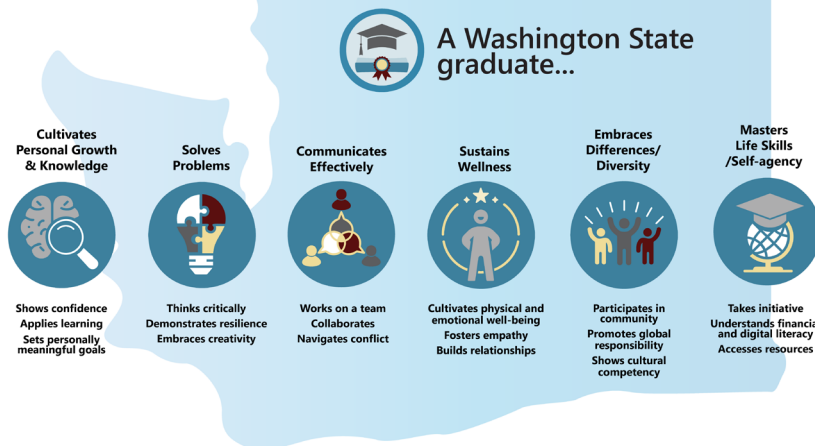 A Washington State
graduate...
Cultivates
Personal Growth
& Knowledge
Shows confidence
Applies learning
Sets personally
meaningful goals
Solves
Problems
Thinks critically
Demonstrates resilience
Embraces creativity
Communicates
Effectively
Works on a team
Collaborates
Navigates conflict
Sustains
Wellness
Cultivates physical and
emotional well-being
Fosters empathy
Builds relationships
Embraces
Differences/
Diversity
Participates in
community
Promotes global
responsibility
Shows cultural
competency
Masters
Life Skills
/Self-agency
Takes initiative
Understands financia
and digital literacy
Accesses resources